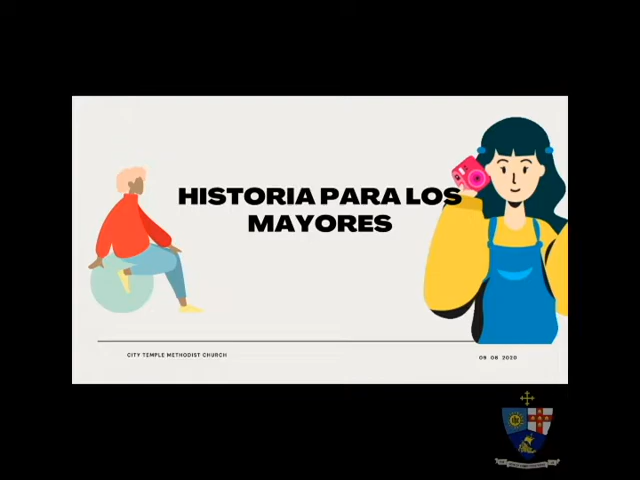 HISTORIA PARA LOS
MAYORES
CITY TEMPLE METHODIST CHURCH
09 08 2020